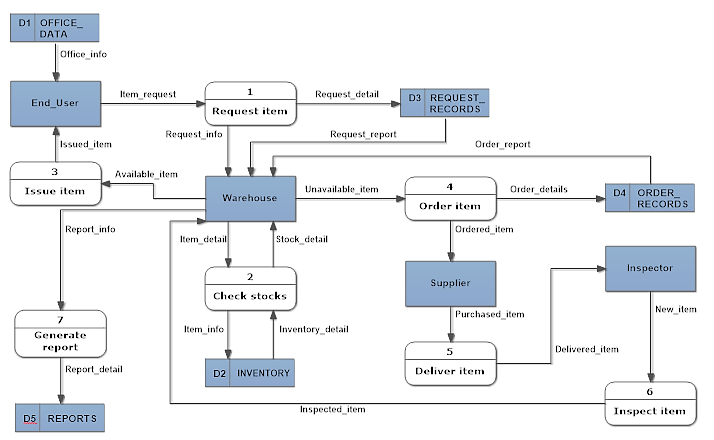 D1 OFFICE_
DATA
Office_info
End_User
Item_request
1
Request item
Request_detail
D3 REQUEST_
RECORDS
Issued_item
Request_info
Request_report
Order_report
3
Issue item
Available_item
Warehouse
Unavailable_item
4
Order item
Order_details
D4 ORDER_
RECORDS
Report_info
Item_detail
Stock_detail
Ordered_item
2
Check stocks
Supplier
Inspector
7
Generate
report
Item_info
Inventory_detail
Purchased_item
New_item
5
Deliver item
Delivered_item
Report_detail
D2 INVENTORY
6
Inspect item
Inspected_item
D5 REPORTS